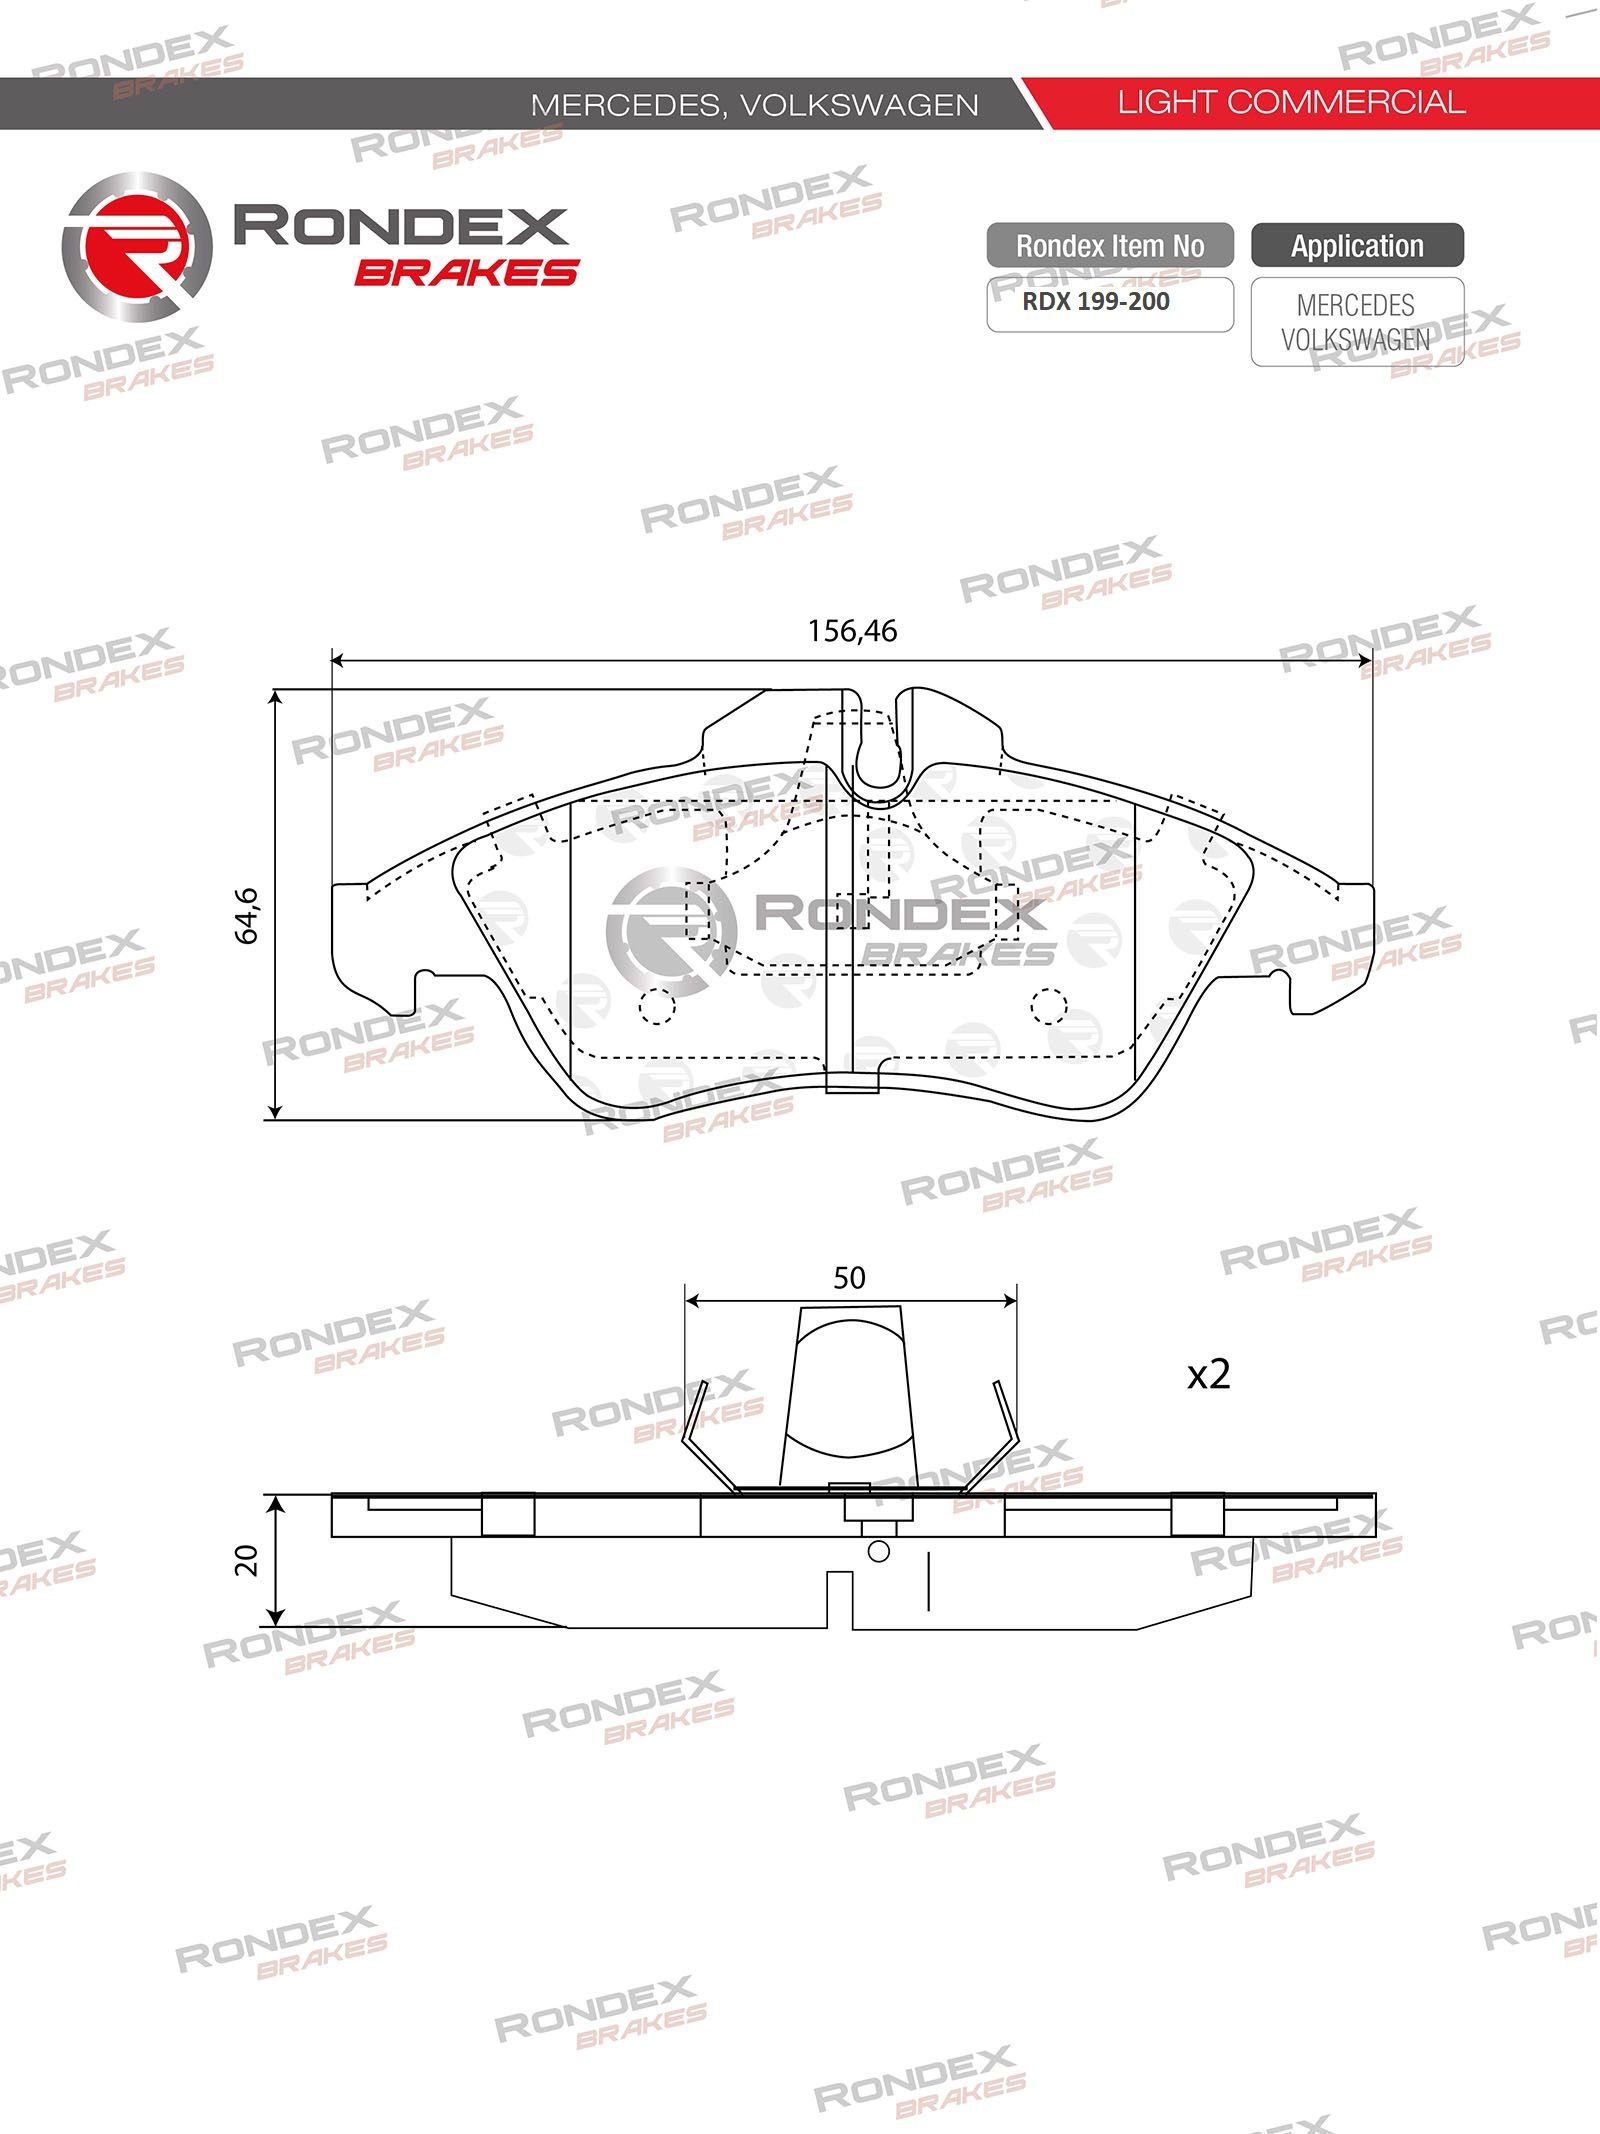 MERCEDES, VOLKSWAGEN
LIGHT COMMERCIAL
RONDEX
BRAKES
Rondex Item No
RDX 199-200
Application
MERCEDES
VOLKSWAGEN
156,46
64,6
RONDEX
BRAKES
50
x2
20